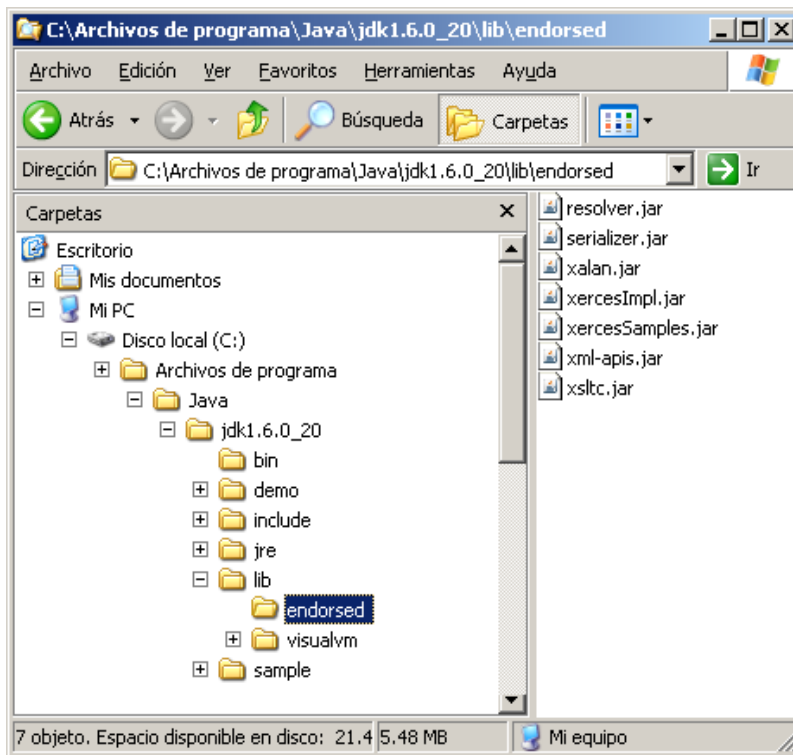 C:\Archivos de programa\Java\jdk1.6.0_20\lib\endorsed
Archivo Edición Ver Favoritos Herramientas Ayuda
Atrás Búsqueda Carpetas
Dirección C:\Archivos de programa\Java\jdk1.6.0_20\lib\endorsed Ir
Carpetas
Escritorio
Mis documentos
Mi PC
Disco local (C:)
Archivos de programa
Java
jdk1.6.0_20
bin
demo
include
jre
lib
endorsed
visualvm
sample
resolver.jar
serializer.jar
xalan.jar
xercesImpl.jar
xercesSamples.jar
xml-apis.jar
xsltc.jar
7 objeto. Espacio disponible en disco: 21.4 5.48 MB Mi equipo